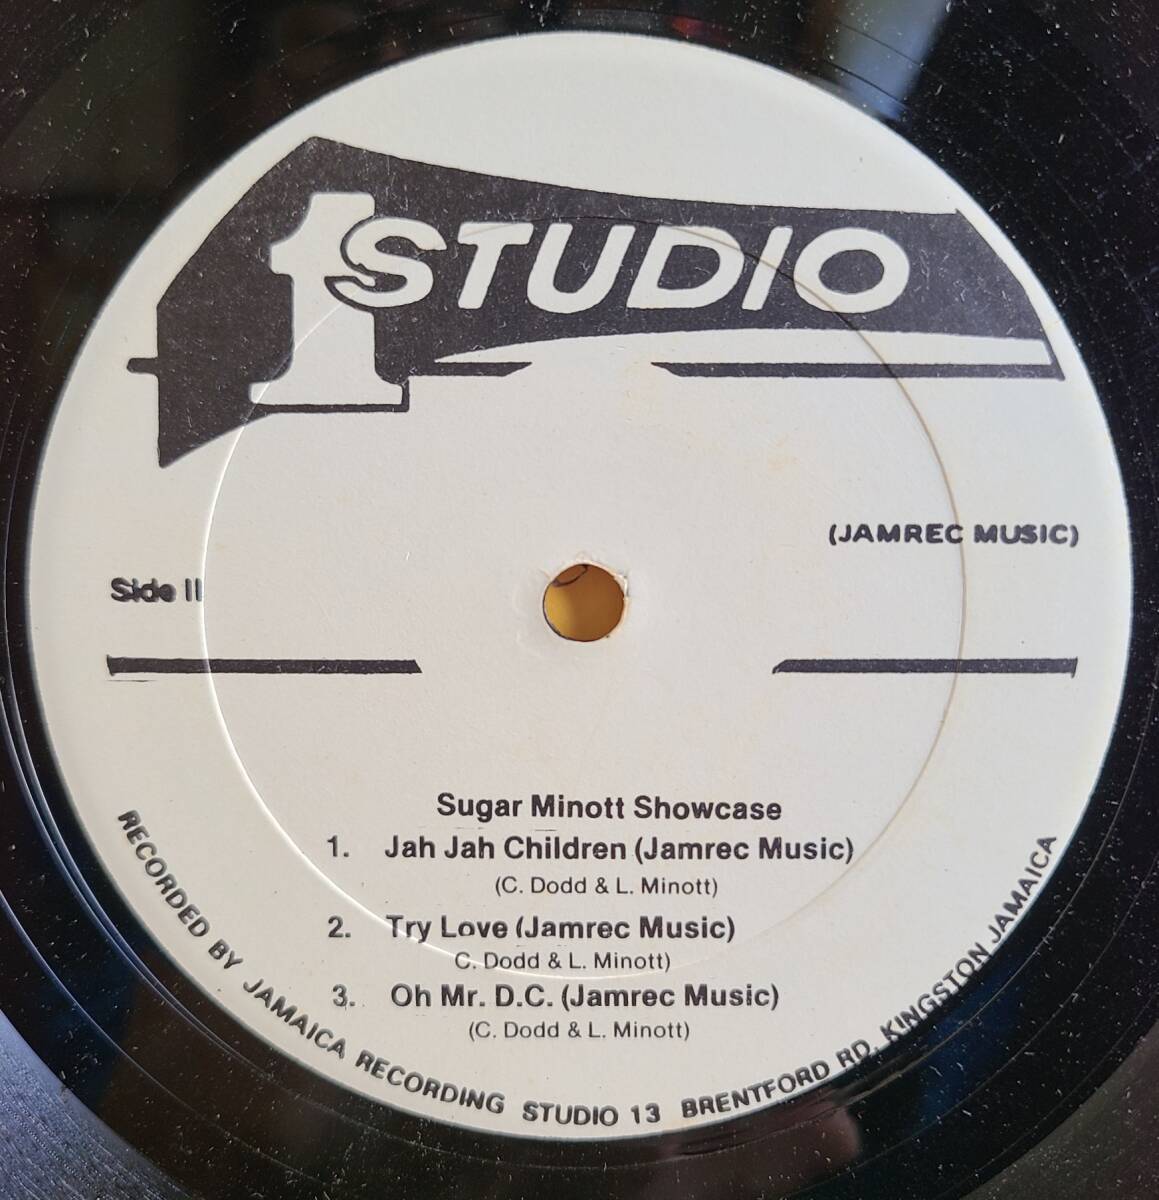 1 STUDIO
(JAMREC MUSIC)
Side II
Sugar Minott Showcase
1. Jah Jah Children (Jamrec Music)
(C. Dodd & L. Minott)
2. Try Love (Jamrec Music)
C. Dodd & L. Minott)
3. Oh Mr. D.C. (Jamrec Music)
(C. Dodd & L. Minott)
RECORDED BY JAMAICA RECORDING STUDIO 13 BRENTFORD RD. KINGSTON JAMAICA